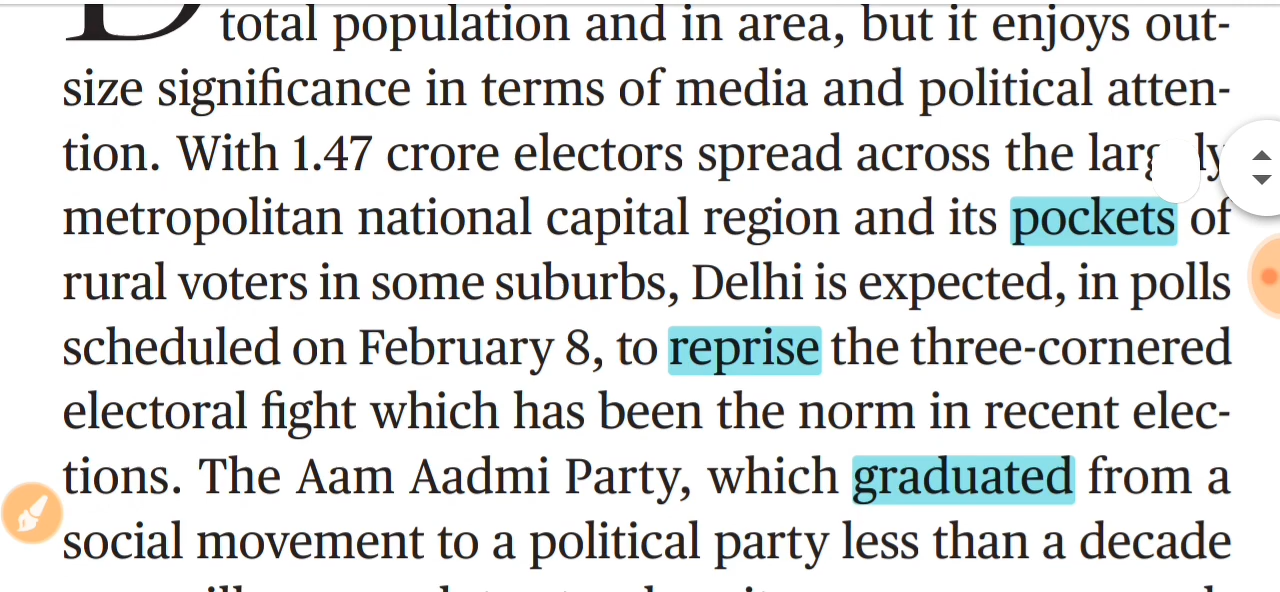 total population and in area, but it enjoys out-
size significance in terms of media and political atten-
tion. With 1.47 crore electors spread across the largely
metropolitan national capital region and its pockets of
rural voters in some suburbs, Delhi is expected, in polls
scheduled on February 8, to reprise the three-cornered
electoral fight which has been the norm in recent elec-
tions. The Aam Aadmi Party, which graduated from a
social movement to a political party less than a decade